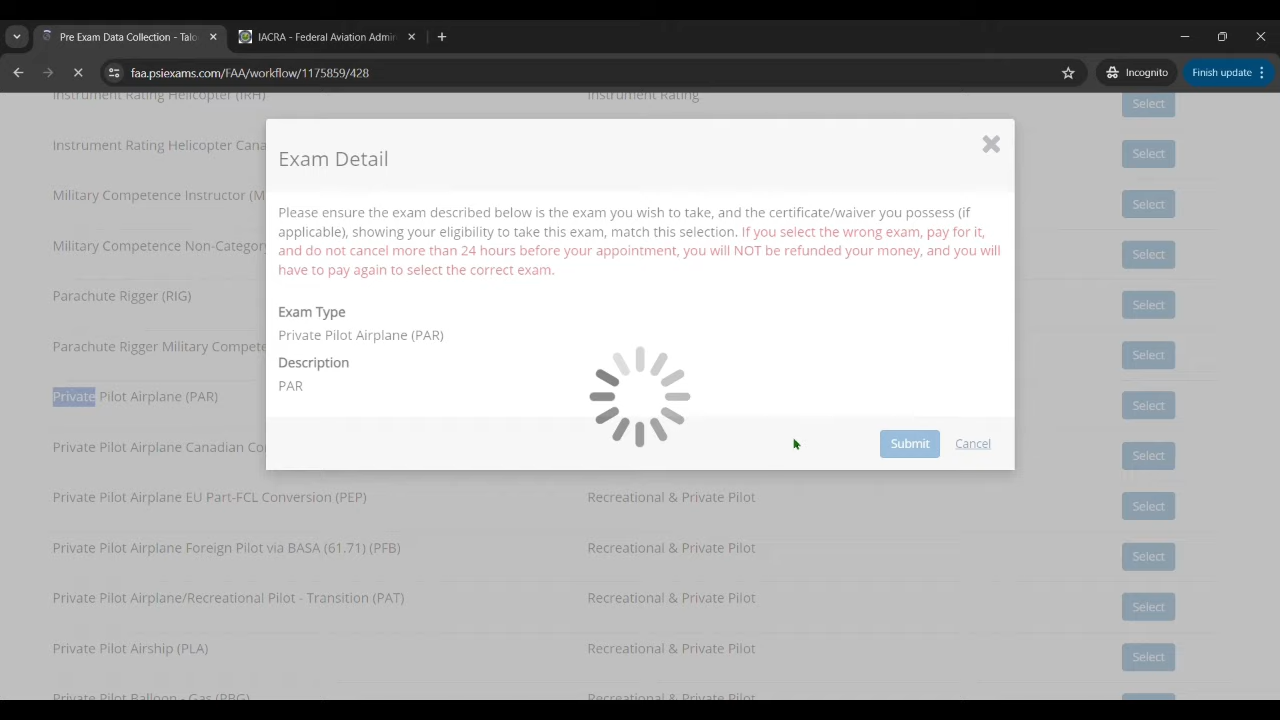 Pre Exam Data Collection - Talo
IACRA - Federal Aviation Admin
faa.psiexams.com/FAA/workflow/1175859/428
Incognito
Finish update
Instrument Rating Helicopter (IRH)
Instrument Rating
Select
Instrument Rating Helicopter Cana
Select
Military Competence Instructor (M
Select
Military Competence Non-Category
Select
Parachute Rigger (RIG)
Select
Parachute Rigger Military Compete
Select
Private Pilot Airplane (PAR)
Select
Private Pilot Airplane Canadian Co
Select
Private Pilot Airplane EU Part-FCL Conversion (PEP)
Recreational & Private Pilot
Select
Private Pilot Airplane Foreign Pilot via BASA (61.71) (PFB)
Recreational & Private Pilot
Select
Private Pilot Airplane/Recreational Pilot - Transition (PAT)
Recreational & Private Pilot
Select
Private Pilot Airship (PLA)
Recreational & Private Pilot
Select
Private Pilot Balloon - Gas (PBG)
Recreational & Private Pilot
Exam Detail
Please ensure the exam described below is the exam you wish to take, and the certificate/waiver you possess (if
applicable), showing your eligibility to take this exam, match this selection. If you select the wrong exam, pay for it,
and do not cancel more than 24 hours before your appointment, you will NOT be refunded your money, and you will
have to pay again to select the correct exam.
Exam Type
Private Pilot Airplane (PAR)
Description
PAR
Submit
Cancel